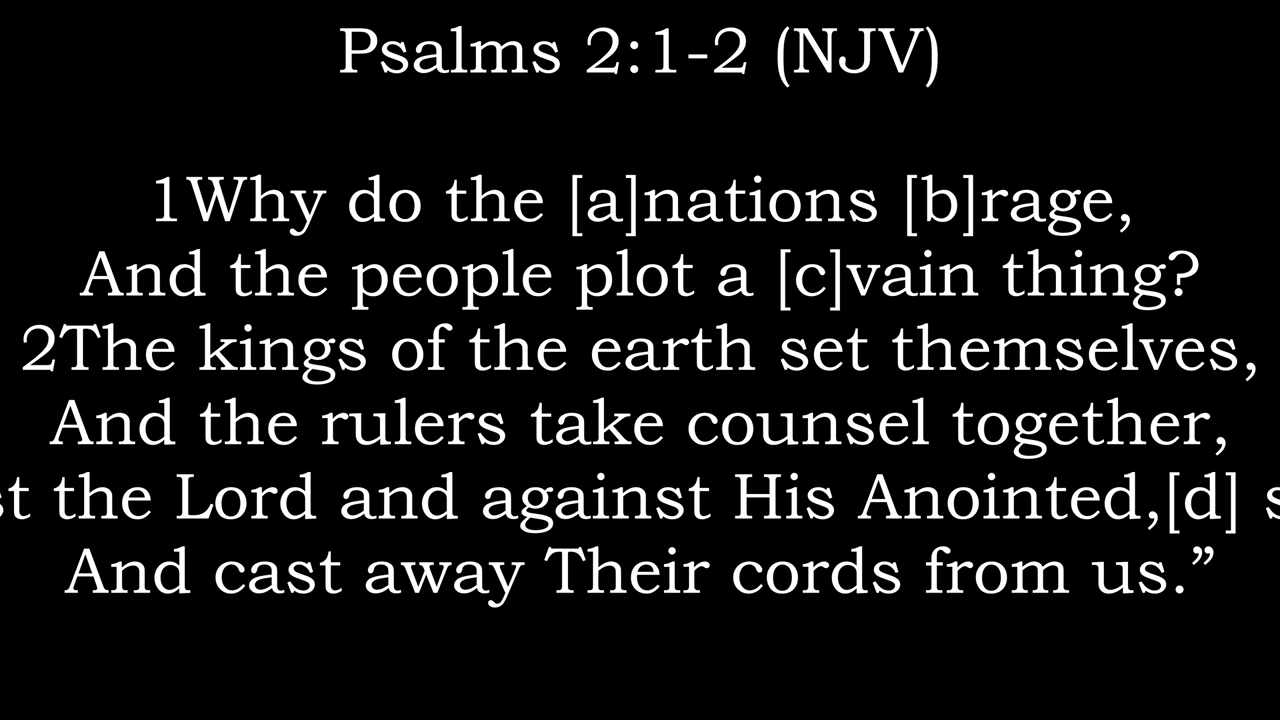 Psalms 2:1-2 (NJV)
1Why do the [a]nations [b]rage,
And the people plot a [c]vain thing?
2The kings of the earth set themselves,
And the rulers take counsel together,
the Lord and against His Anointed,[d]
And cast away Their cords from us.”